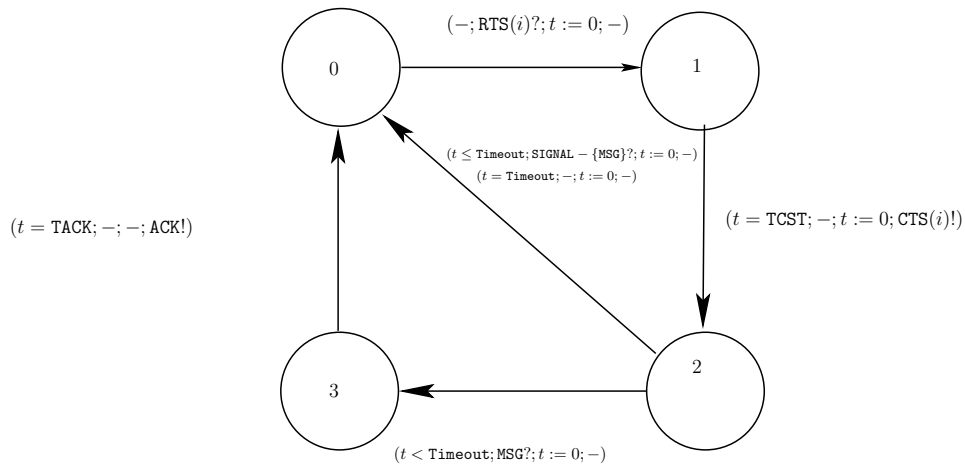 (−; RTS(i)?; t := 0; −)
0
1
(t ≤ Timeout; SIGNAL − {MSG}?; t := 0; −)
(t = Timeout; −; t := 0; −)
(t = TACK; −; −; ACK!)
(t = TCST; −; t := 0; CTS(i)!)
2
3
(t < Timeout; MSG?; t := 0; −)